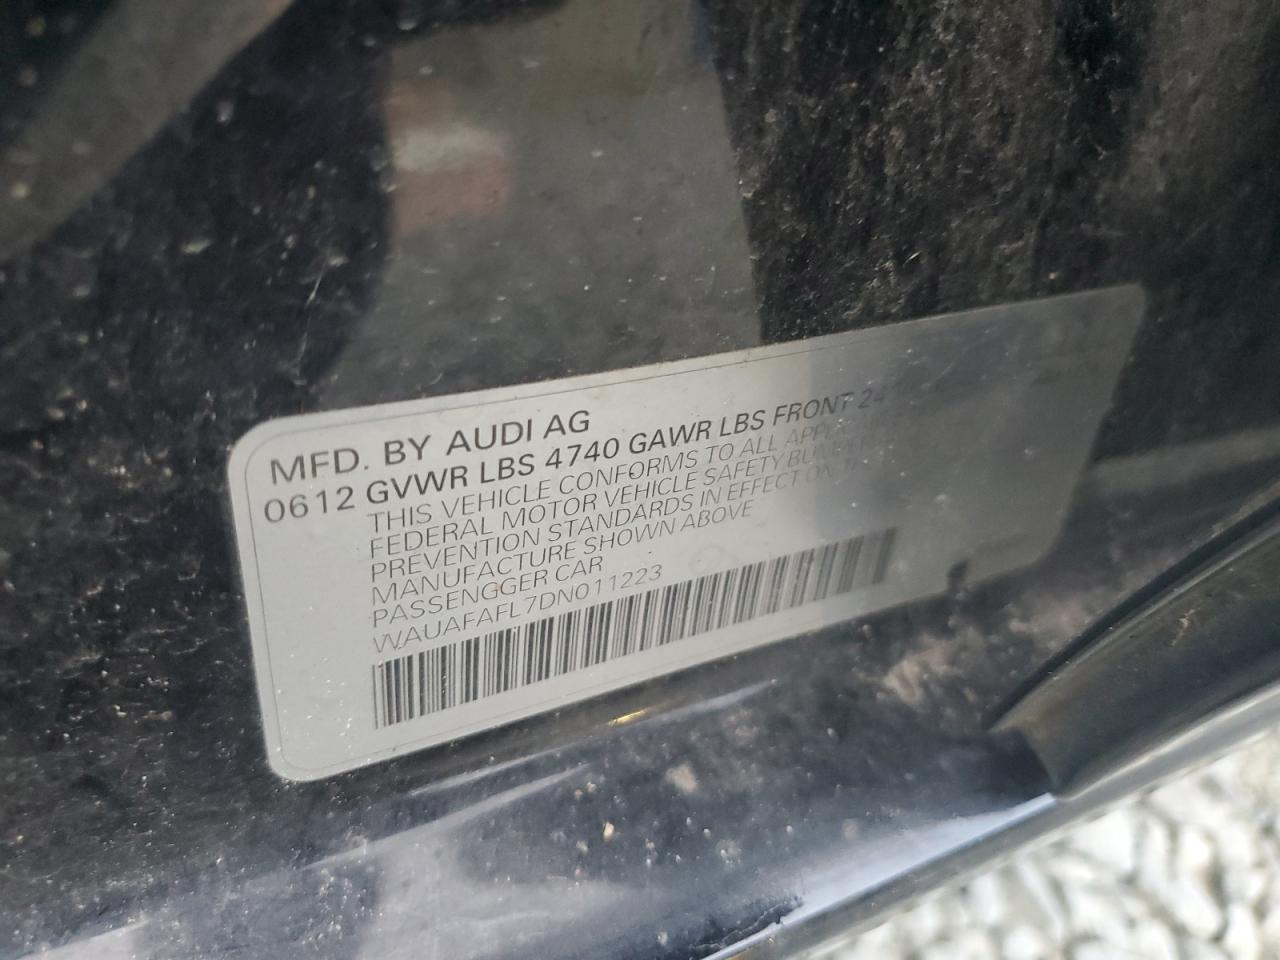 MFD. BY AUDI AG
0612 GVWR LBS 4740 GAWR LBS FRONT 24
THIS VEHICLE CONFORMS TO ALL
FEDERAL MOTOR VEHICLE SAFETY
PREVENTION STANDARDS IN EFFECT ON
MANUFACTURE SHOWN ABOVE
PASSENGGER CAR
WAUAFAFL7DN011223